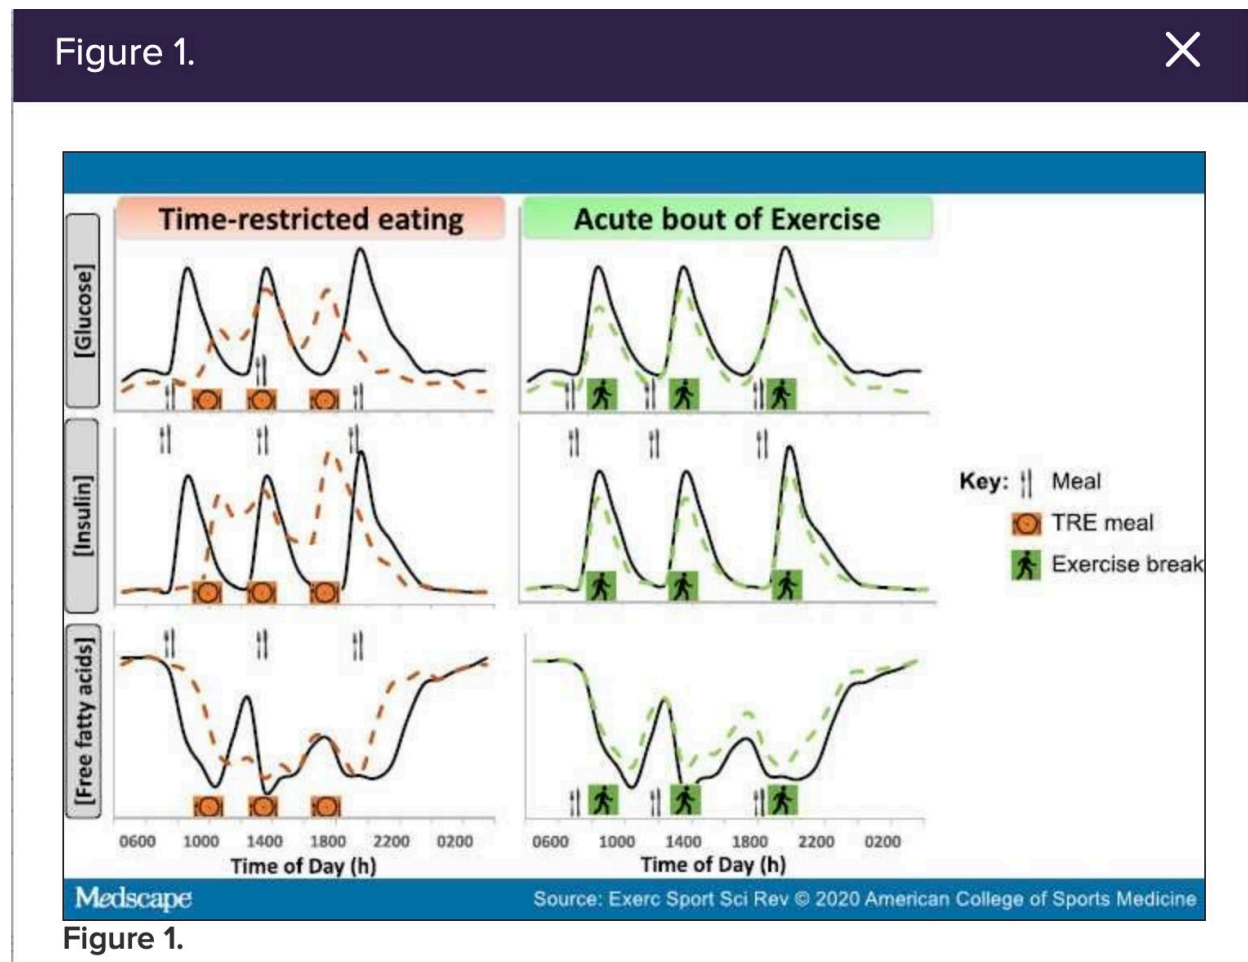 Figure 1.
Time-restricted eating
Acute bout of Exercise
[Glucose]
[Insulin]
[Free fatty acids]
Key: Meal
TRE meal
Exercise break
0600 1000 1400 1800 2200 0200
Time of Day (h)
0600 1000 1400 1800 2200 0200
Time of Day (h)
Medscape
Source: Exerc Sport Sci Rev © 2020 American College of Sports Medicine
Figure 1.